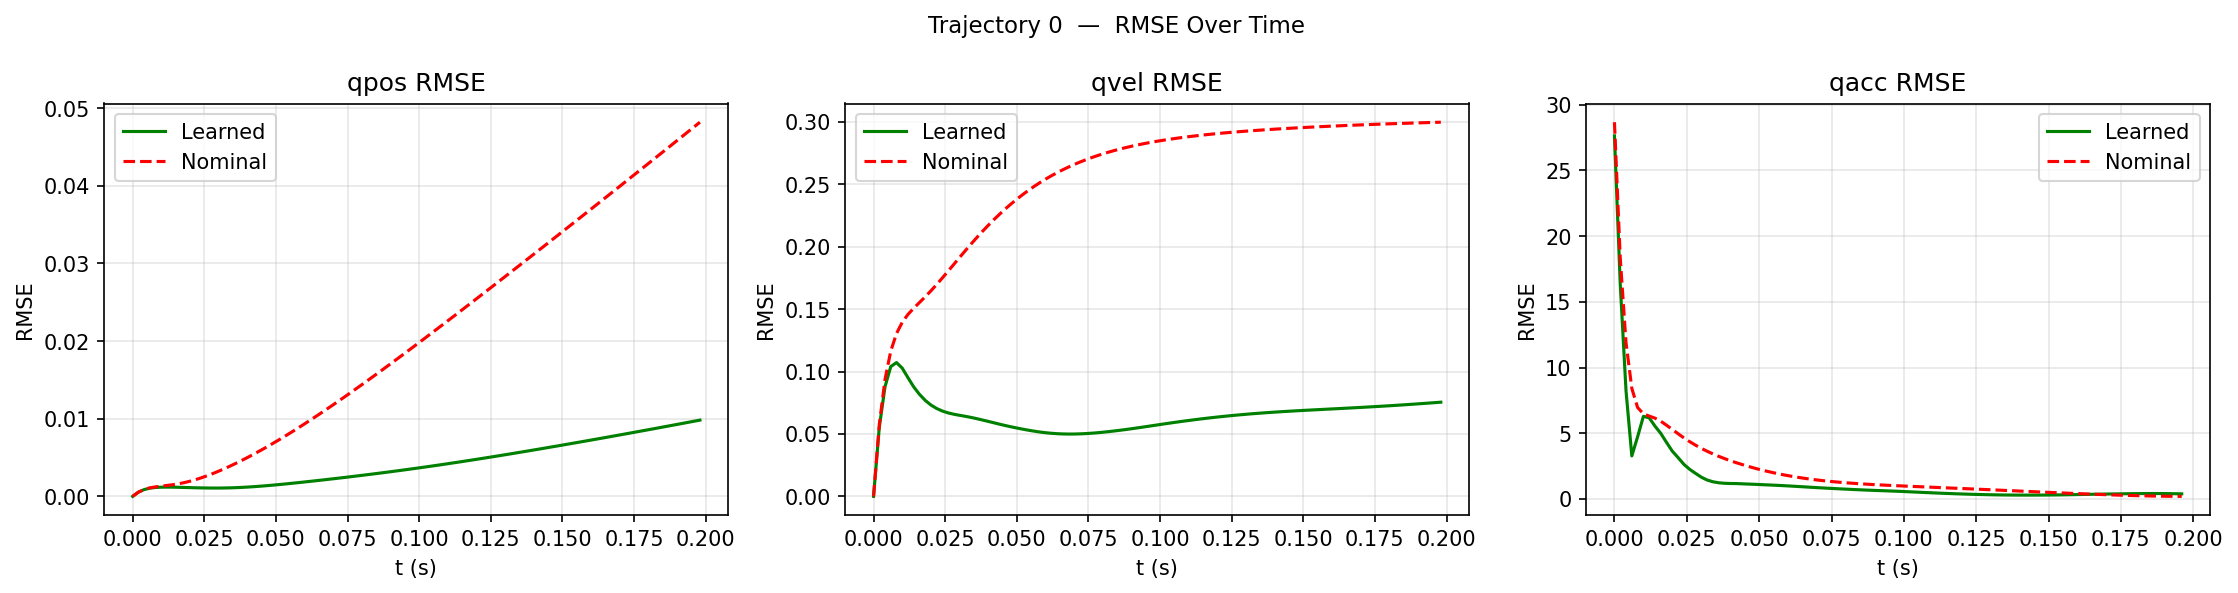 Trajectory 0 — RMSE Over Time
qpos RMSE
RMSE
0.05
0.04
0.03
0.02
0.01
0.00
Learned
Nominal
0.000 0.025 0.050 0.075 0.100 0.125 0.150 0.175 0.200
t (s)
qvel RMSE
RMSE
0.30
0.25
0.20
0.15
0.10
0.05
0.00
Learned
Nominal
0.000 0.025 0.050 0.075 0.100 0.125 0.150 0.175 0.200
t (s)
qacc RMSE
RMSE
30
25
20
15
10
5
0
Learned
Nominal
0.000 0.025 0.050 0.075 0.100 0.125 0.150 0.175 0.200
t (s)